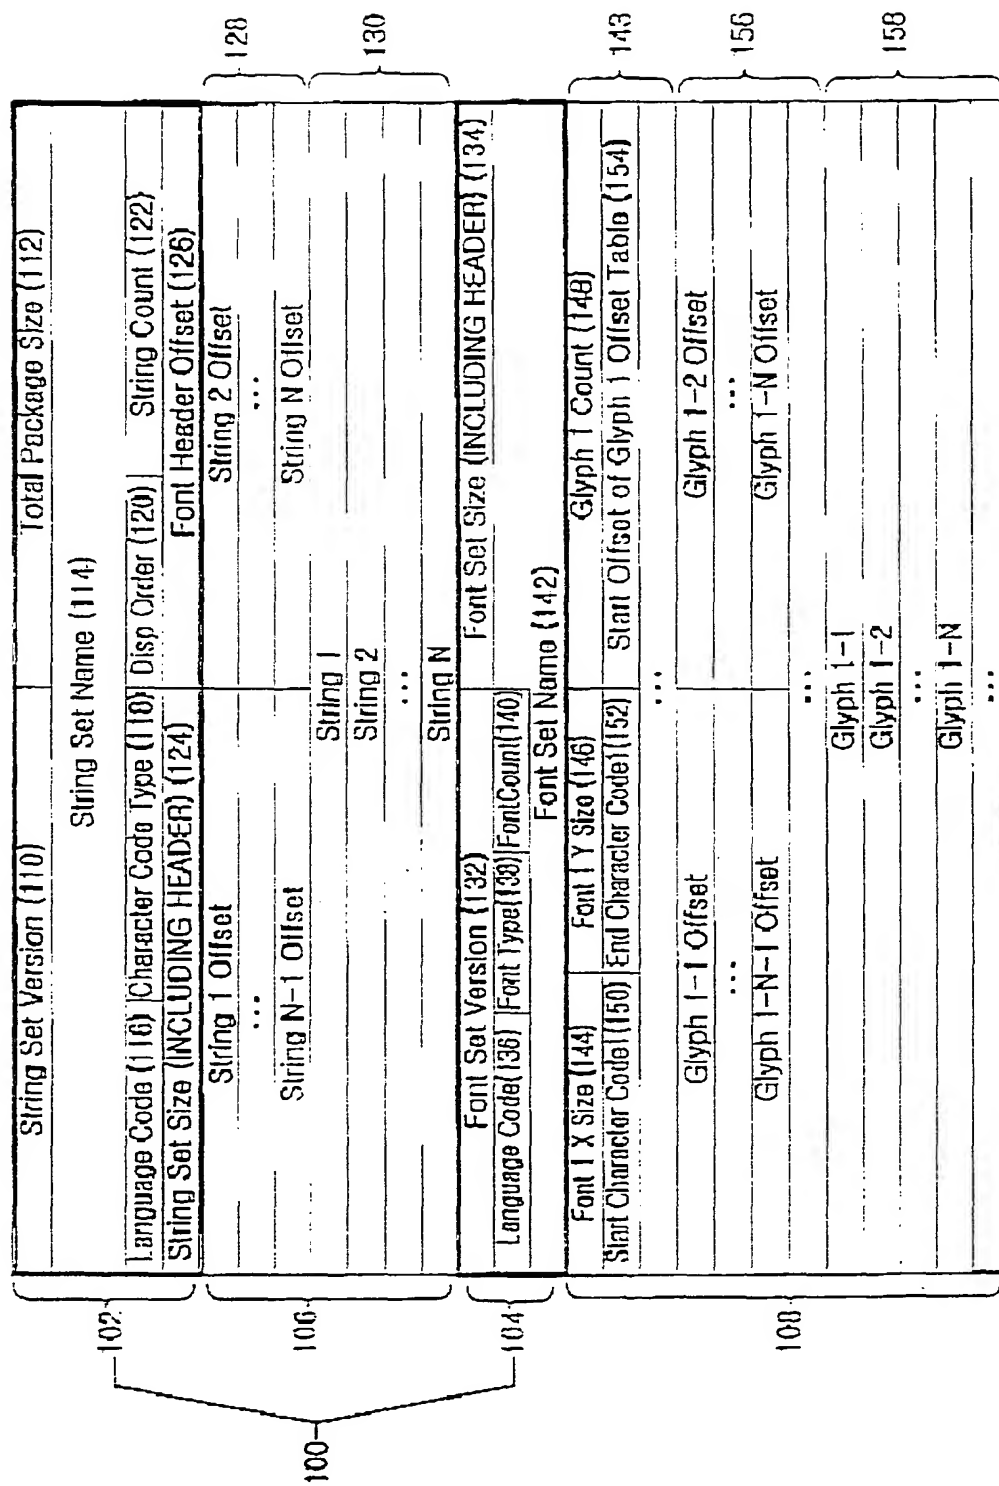 String Set Version (110) Total Package Size (112)
String Set Name (114)
Language Code (116) Character Code Type (118) Disp Order (120) String Count (122)
String Set Size (INCLUDING HEADER) (124) Font Header Offset (126)
String 1 Offset String 2 Offset
... ...
String N-1 Offset String N Offset
String 1
String 2
...
String N
Font Set Version (132) Font Set Size (INCLUDING HEADER) (134)
Language Code(136) Font Type(138) FontCount(140)
Font Set Name (142)
Font 1 X Size (144) Font 1 Y Size (146) Glyph 1 Count (148)
Start Character Code1(150) End Character Code1(152) Start Offset of Glyph 1 Offset Table (154)
...
Glyph 1-1 Offset Glyph 1-2 Offset
... ...
Glyph 1-N-1 Offset Glyph 1-N Offset
...
Glyph 1-1
Glyph 1-2
...
Glyph 1-N
...
100
102
106
104
108
128
130
143
156
158